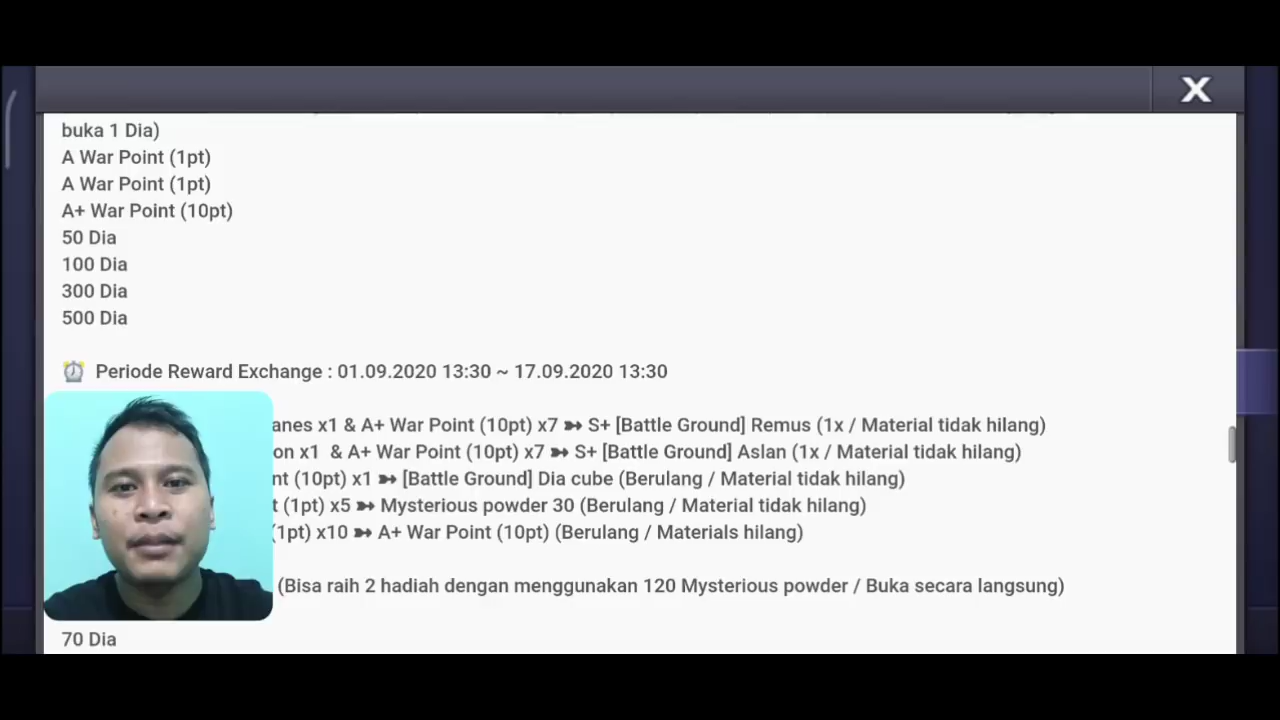 buka 1 Dia)
A War Point (1pt)
A War Point (1pt)
A+ War Point (10pt)
50 Dia
100 Dia
300 Dia
500 Dia
Periode Reward Exchange : 01.09.2020 13:30 ~ 17.09.2020 13:30
x1 & A+ War Point (10pt) x7 ➽ S+ [Battle Ground] Remus (1x / Material tidak hilang)
x1 & A+ War Point (10pt) x7 ➽ S+ [Battle Ground] Aslan (1x / Material tidak hilang)
(10pt) x1 ➽ [Battle Ground] Dia cube (Berulang / Material tidak hilang)
(1pt) x5 ➽ Mysterious powder 30 (Berulang / Material tidak hilang)
(1pt) x10 ➽ A+ War Point (10pt) (Berulang / Materials hilang)
(Bisa raih 2 hadiah dengan menggunakan 120 Mysterious powder / Buka secara langsung)
70 Dia